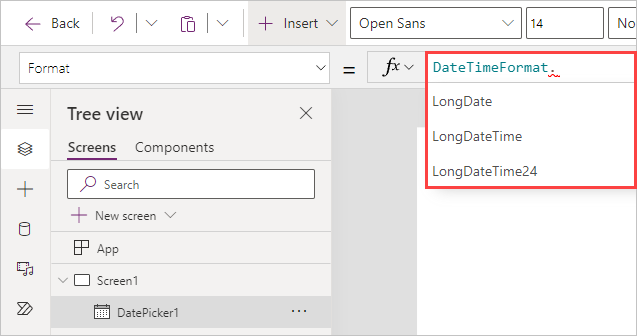 Back
Insert
Open Sans
14
Format
=
fx
DateTimeFormat.
LongDate
LongDateTime
LongDateTime24
Tree view
Screens
Components
Search
New screen
App
Screen1
DatePicker1